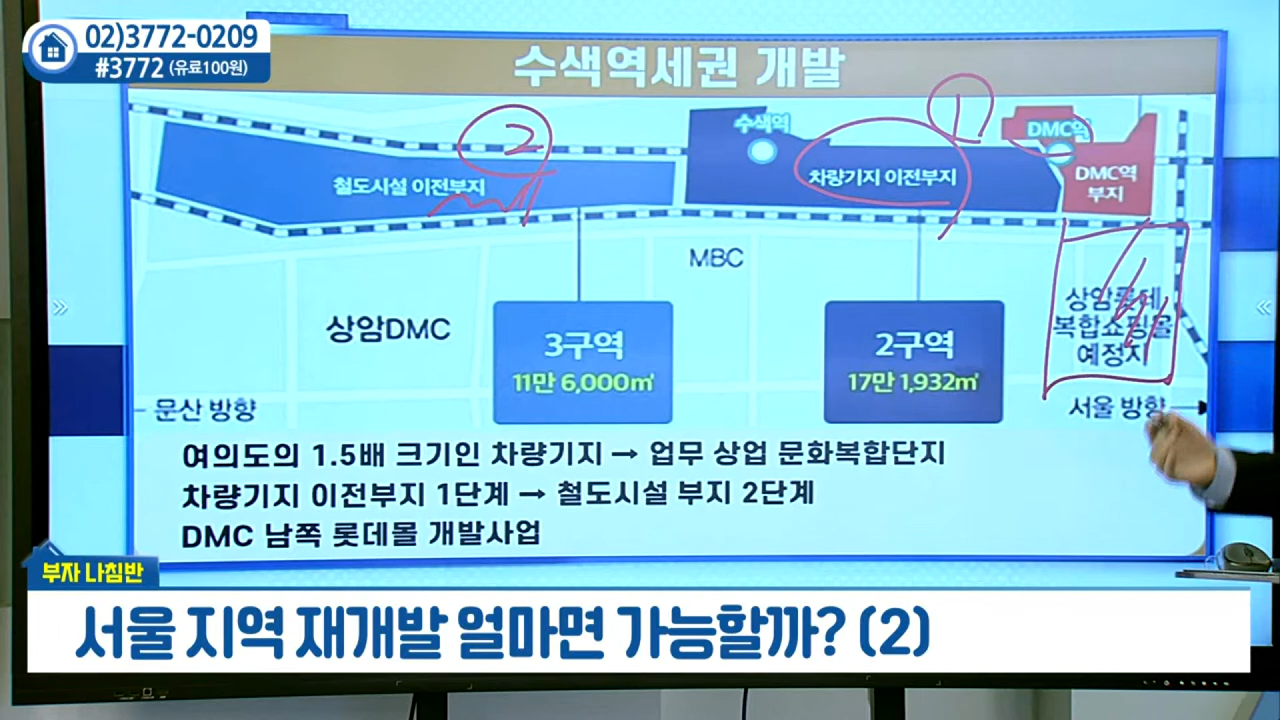 02)3772-0209
#3772 (유료100원)
수색역세권 개발
1
2
수색역
DMC역
철도시설 이전부지
차량기지 이전부지
DMC역
부지
MBC
상암DMC
3구역
11만 6,000㎡
2구역
17만 1,932㎡
상암롯데
복합쇼핑몰
예정지
문산 방향
서울 방향
여의도의 1.5배 크기인 차량기지 → 업무 상업 문화복합단지
차량기지 이전부지 1단계 → 철도시설 부지 2단계
DMC 남쪽 롯데몰 개발사업
부자 나침반
서울 지역 재개발 얼마면 가능할까? (2)